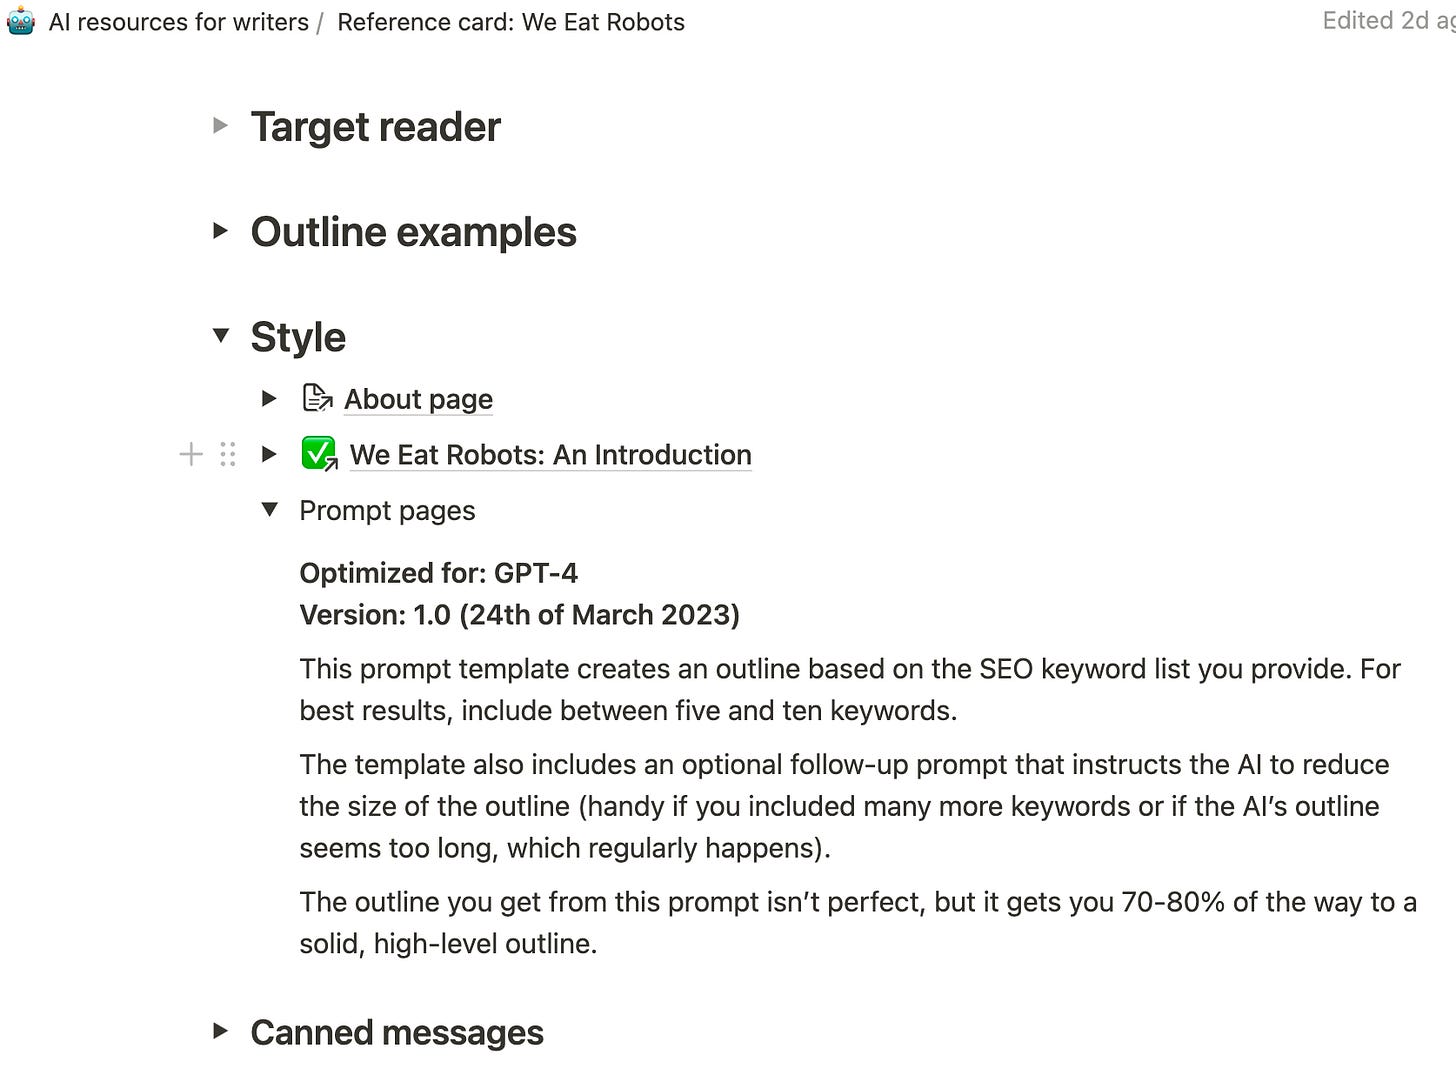 AI resources for writers / Reference card: We Eat Robots
Edited 2d
Target reader
Outline examples
Style
About page
We Eat Robots: An Introduction
Prompt pages
Optimized for: GPT-4
Version: 1.0 (24th of March 2023)
This prompt template creates an outline based on the SEO keyword list you provide. For
best results, include between five and ten keywords.
The template also includes an optional follow-up prompt that instructs the AI to reduce
the size of the outline (handy if you included many more keywords or if the AI’s outline
seems too long, which regularly happens).
The outline you get from this prompt isn’t perfect, but it gets you 70-80% of the way to a
solid, high-level outline.
Canned messages